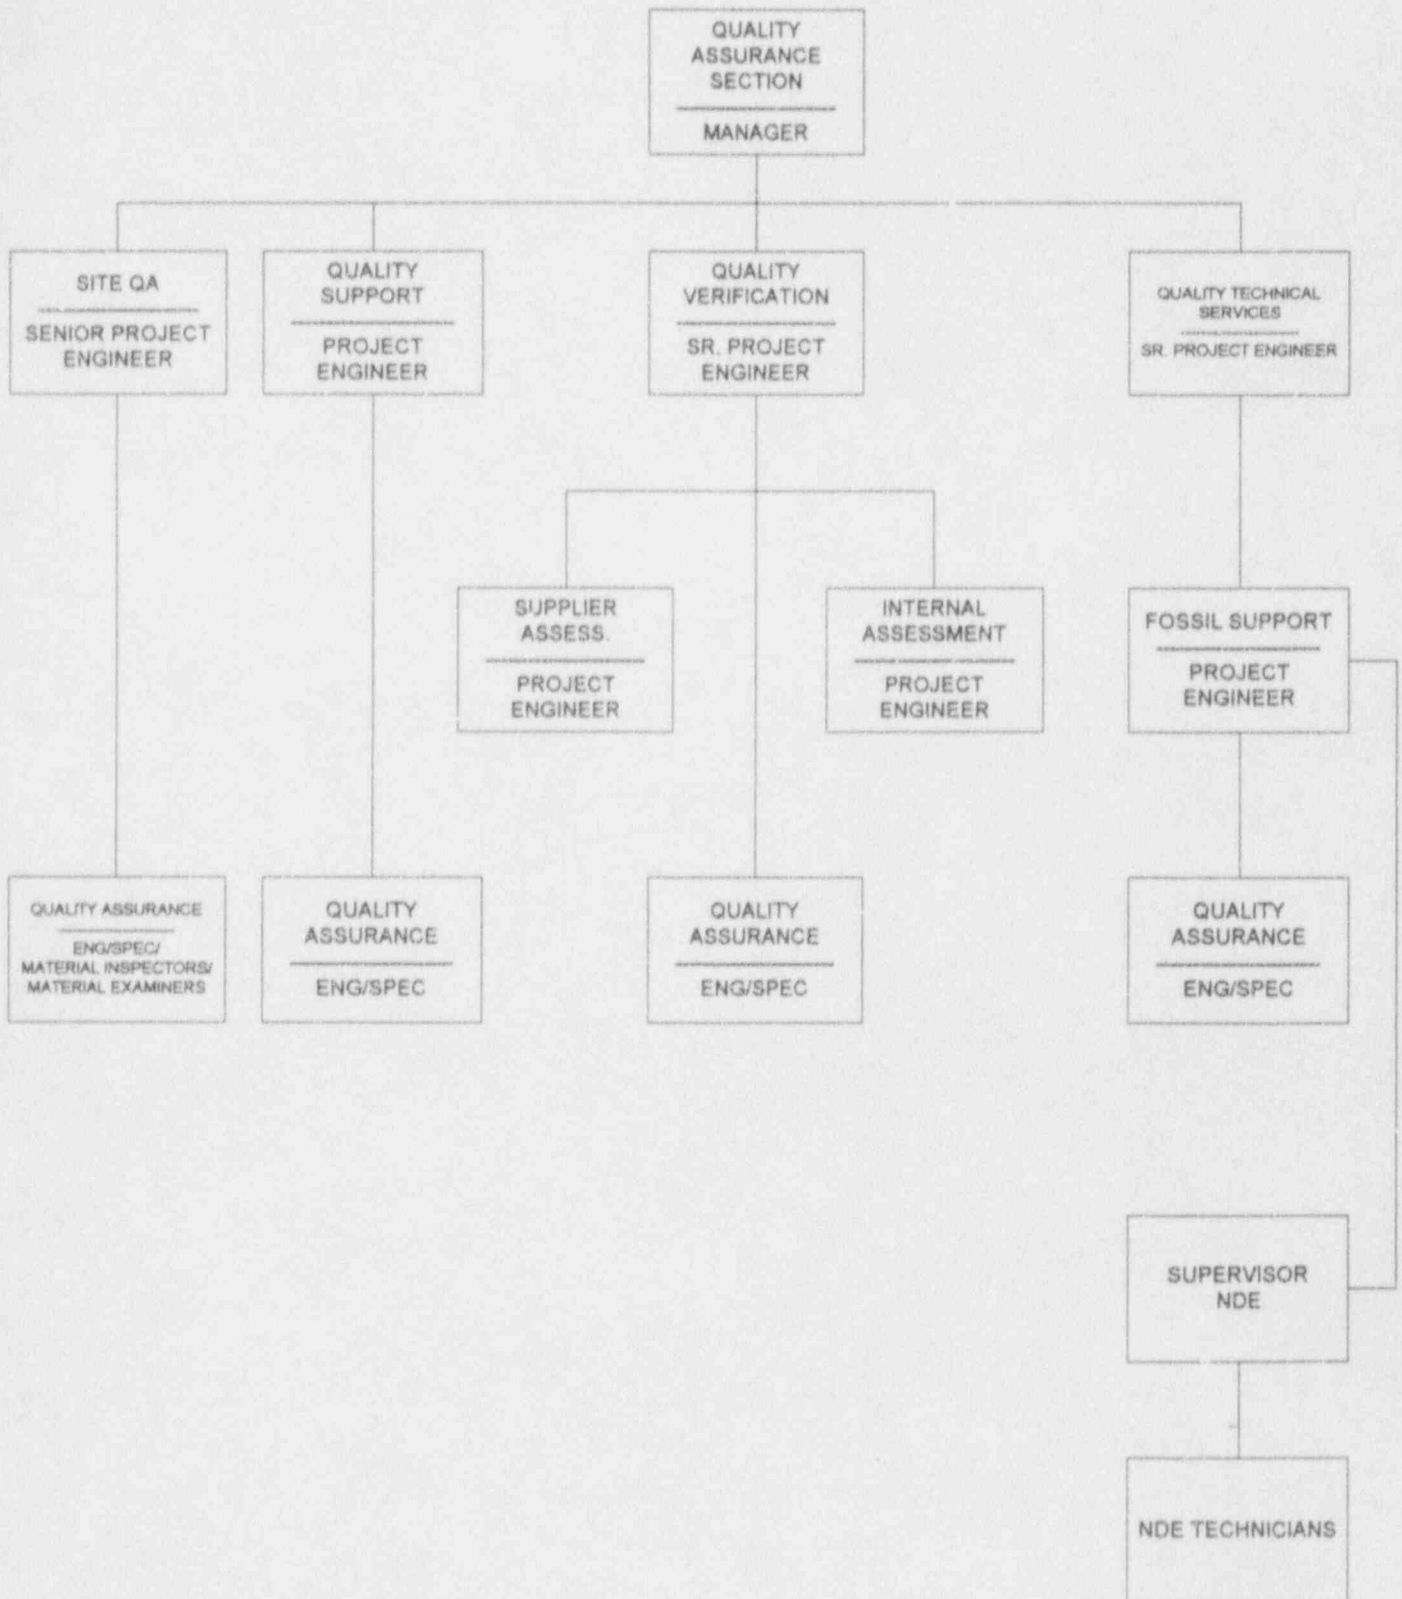 QUALITY
ASSURANCE
SECTION
MANAGER
SITE QA
SENIOR PROJECT
ENGINEER
QUALITY
SUPPORT
PROJECT
ENGINEER
QUALITY
VERIFICATION
SR. PROJECT
ENGINEER
QUALITY TECHNICAL
SERVICES
SR. PROJECT ENGINEER
SUPPLIER
ASSESS.
PROJECT
ENGINEER
INTERNAL
ASSESSMENT
PROJECT
ENGINEER
FOSSIL SUPPORT
PROJECT
ENGINEER
QUALITY ASSURANCE
ENG/SPEC/
MATERIAL INSPECTORS/
MATERIAL EXAMINERS
QUALITY
ASSURANCE
ENG/SPEC
QUALITY
ASSURANCE
ENG/SPEC
QUALITY
ASSURANCE
ENG/SPEC
SUPERVISOR
NDE
NDE TECHNICIANS